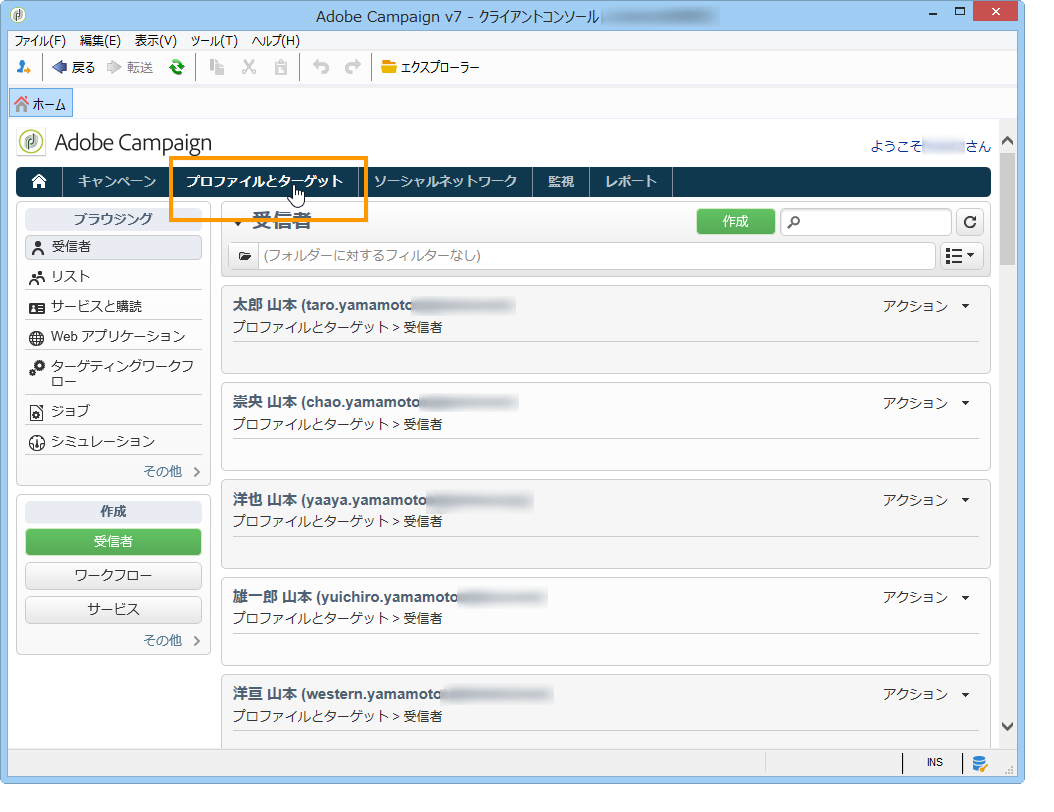 Adobe Campaign v7 - クライアントコンソール
ファイル(F) 編集(E) 表示(V) ツール(T) ヘルプ(H)
戻る 転送 エクスプローラー
ホーム
Adobe Campaign
ようこそ さん
キャンペーン プロファイルとターゲット ソーシャルネットワーク 監視 レポート
ブラウジング
受信者
リスト
サービスと購読
Web アプリケーション
ターゲティングワークフ
ロー
ジョブ
シミュレーション
その他
作成
受信者
ワークフロー
サービス
その他
受信者 作成
(フォルダーに対するフィルターなし)
太郎 山本 (taro.yamamoto アクション
プロファイルとターゲット > 受信者
崇央 山本 (chao.yamamoto アクション
プロファイルとターゲット > 受信者
洋也 山本 (yaaya.yamamoto アクション
プロファイルとターゲット > 受信者
雄一郎 山本 (yuichiro.yamamoto アクション
プロファイルとターゲット > 受信者
洋亘 山本 (western.yamamoto アクション
プロファイルとターゲット > 受信者
INS